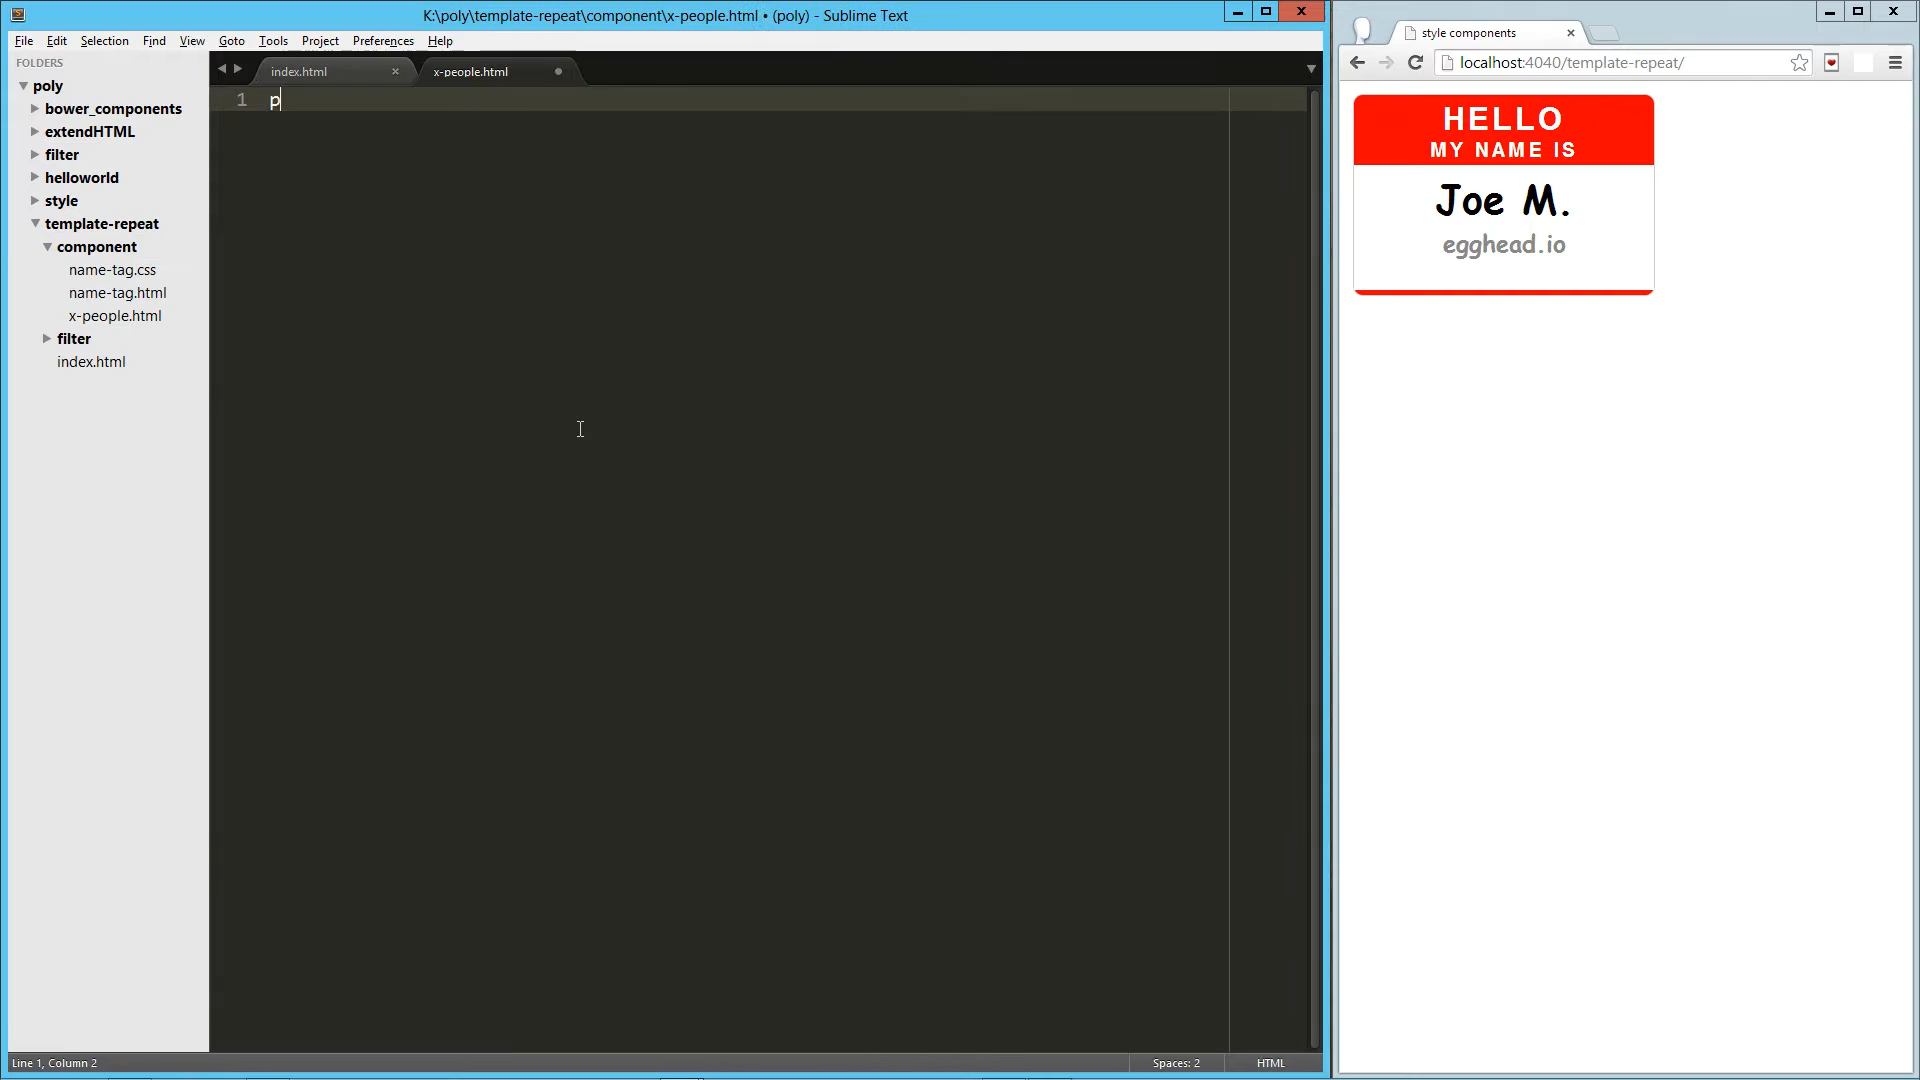 K:\poly\template-repeat\component\x-people.html • (poly) - Sublime Text
File Edit Selection Find View Goto Tools Project Preferences Help
FOLDERS
poly
bower_components
extendHTML
filter
helloworld
style
template-repeat
component
name-tag.css
name-tag.html
x-people.html
filter
index.html
index.html
x-people.html
1 p
Line 1, Column 2
Spaces: 2
HTML
style components
localhost:4040/template-repeat/
HELLO
MY NAME IS
Joe M.
egghead.io